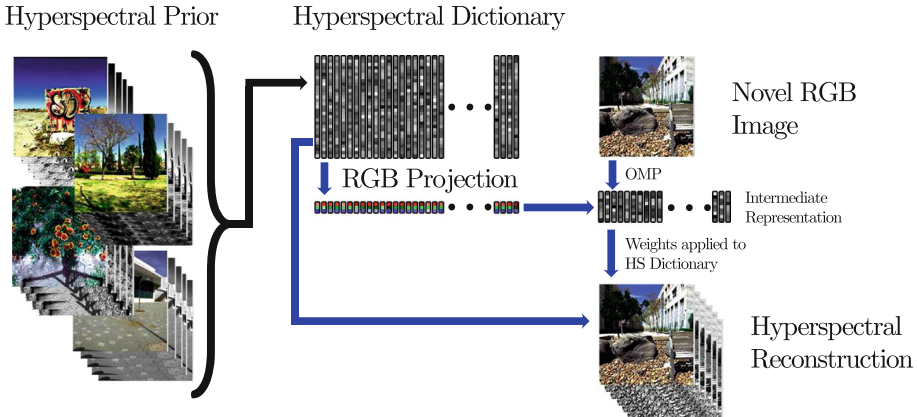 Hyperspectral Prior
Hyperspectral Dictionary
Novel RGB
Image
OMP
RGB Projection
Intermediate
Representation
Weights applied to
HS Dictionary
Hyperspectral
Reconstruction